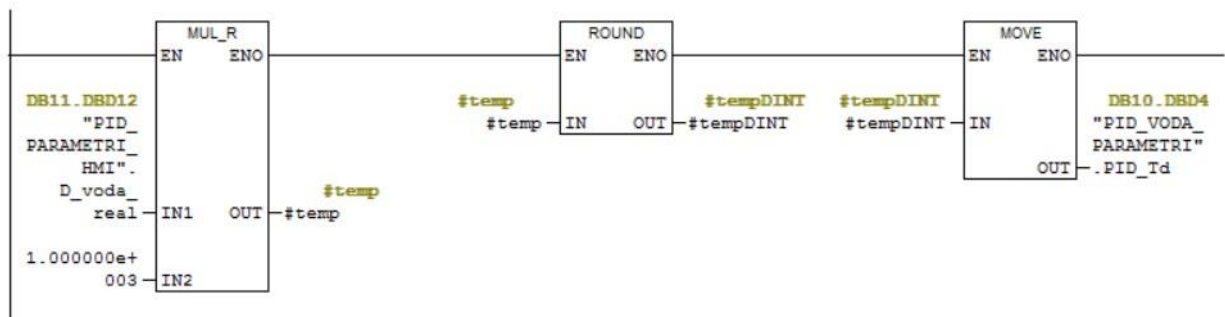 MUL_R
EN ENO
DB11.DBD12
"PID_
PARAMETRI_
HMI".
D_voda_
real
IN1 OUT
#temp
#temp
1.000000e+
003
IN2
ROUND
EN ENO
#temp
#temp
IN OUT
#tempDINT
#tempDINT
MOVE
EN ENO
#tempDINT
#tempDINT
IN
OUT
DB10.DBD4
"PID_VODA_
PARAMETRI"
.PID_Td